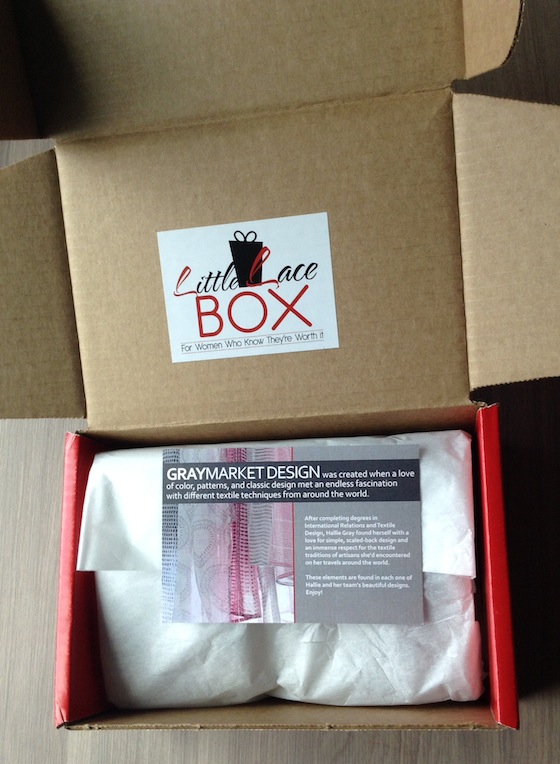 Little Lace
BOX
For Women Who Know They're Worth it
GRAYMARKET DESIGN was created when a love
of color, patterns, and classic design met an endless fascination
with different textile techniques from around the world.
After completing degrees in
International Relations and Textile
Design, Hallie Gray found herself with a
love for simple, scaled-back design and
an immense respect for the textile
traditions of artisans she'd encountered
on her travels around the world.
These elements are found in each one of
Hallie and her team's beautiful designs.
Enjoy!